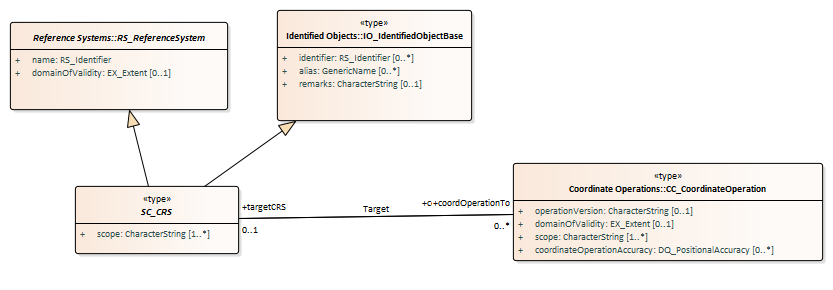 Reference Systems::RS_ReferenceSystem
+ name: RS_Identifier
+ domainOfValidity: EX_Extent [0..1]
«type»
Identified Objects::IO_IdentifiedObjectBase
+ identifier: RS_Identifier [0..*]
+ alias: GenericName [0..*]
+ remarks: CharacterString [0..1]
«type»
SC_CRS
+ scope: CharacterString [1..*]
+targetCRS
0..1
Target
+coordOperationTo
0..*
«type»
Coordinate Operations::CC_CoordinateOperation
+ operationVersion: CharacterString [0..1]
+ domainOfValidity: EX_Extent [0..1]
+ scope: CharacterString [1..*]
+ coordinateOperationAccuracy: DQ_PositionalAccuracy [0..*]